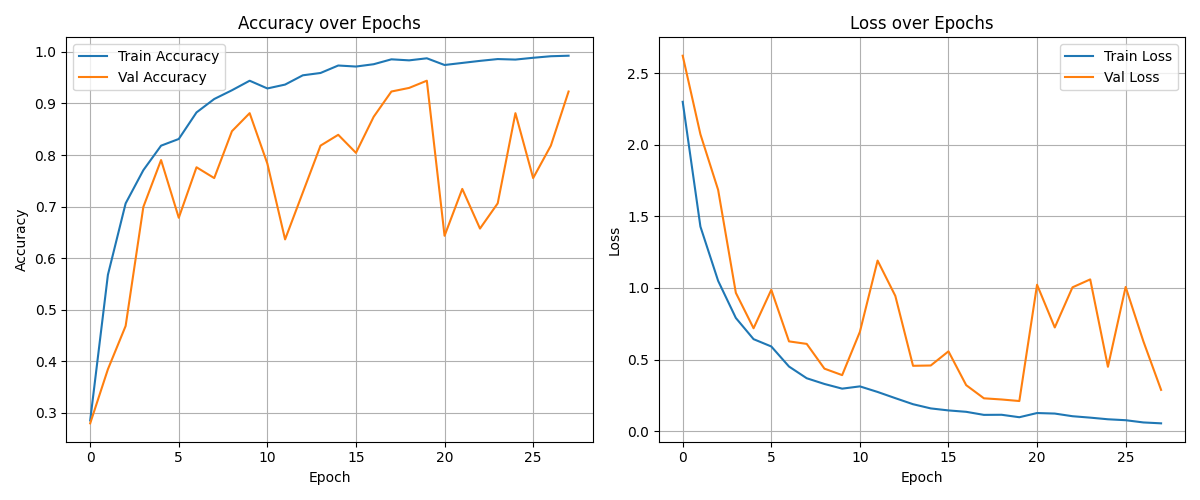 Accuracy over Epochs
Train Accuracy
Val Accuracy
1.0
0.9
0.8
0.7
0.6
0.5
0.4
0.3
Accuracy
0 5 10 15 20 25
Epoch
Loss over Epochs
Train Loss
Val Loss
2.5
2.0
1.5
1.0
0.5
0.0
Loss
0 5 10 15 20 25
Epoch